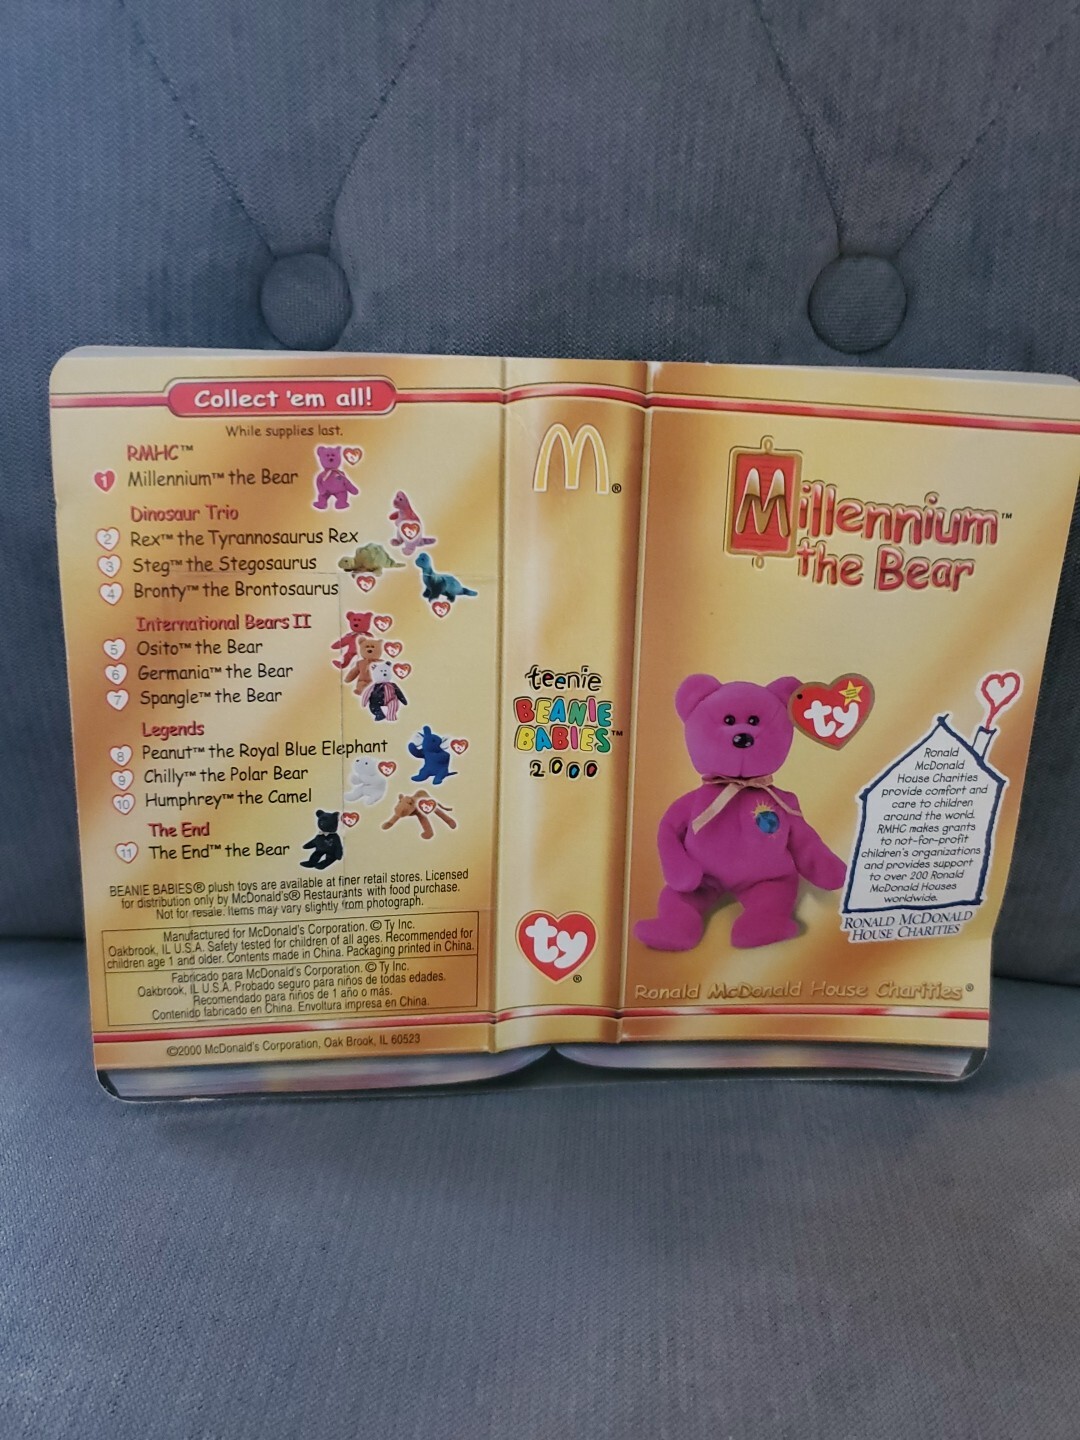 Collect 'em all!
While supplies last.
RMHC™
1 Millennium™ the Bear
Dinosaur Trio
2 Rex™ the Tyrannosaurus Rex
3 Steg™ the Stegosaurus
4 Bronty™ the Brontosaurus
International Bears II
5 Osito™ the Bear
6 Germania™ the Bear
7 Spangle™ the Bear
Legends
8 Peanut™ the Royal Blue Elephant
9 Chilly™ the Polar Bear
10 Humphrey™ the Camel
The End
11 The End™ the Bear
BEANIE BABIES® plush toys are available at finer retail stores. Licensed
for distribution only by McDonald's® Restaurants with food purchase.
Not for resale. Items may vary slightly from photograph.
Manufactured for McDonald's Corporation. © Ty Inc.
Oakbrook, IL U.S.A. Safety tested for children of all ages. Recommended for
children age 1 and older. Contents made in China. Packaging printed in China.
Fabricado para McDonald's Corporation. © Ty Inc.
Oakbrook, IL U.S.A. Probado seguro para niños de todas edades.
Recomendado para niños de 1 año o más.
Contenido fabricado en China. Envoltura impresa en China.
©2000 McDonald's Corporation, Oak Brook, IL 60523
M®
teenie
BEANIE
BABIES™
2000
ty®
Millennium™
the Bear
ty
Ronald
McDonald
House Charities
provide comfort and
care to children
around the world.
RMHC makes grants
to not-for-profit
children's organizations
and provides support
to over 200 Ronald
McDonald Houses
worldwide.
RONALD MCDONALD
HOUSE CHARITIES
Ronald McDonald House Charities®